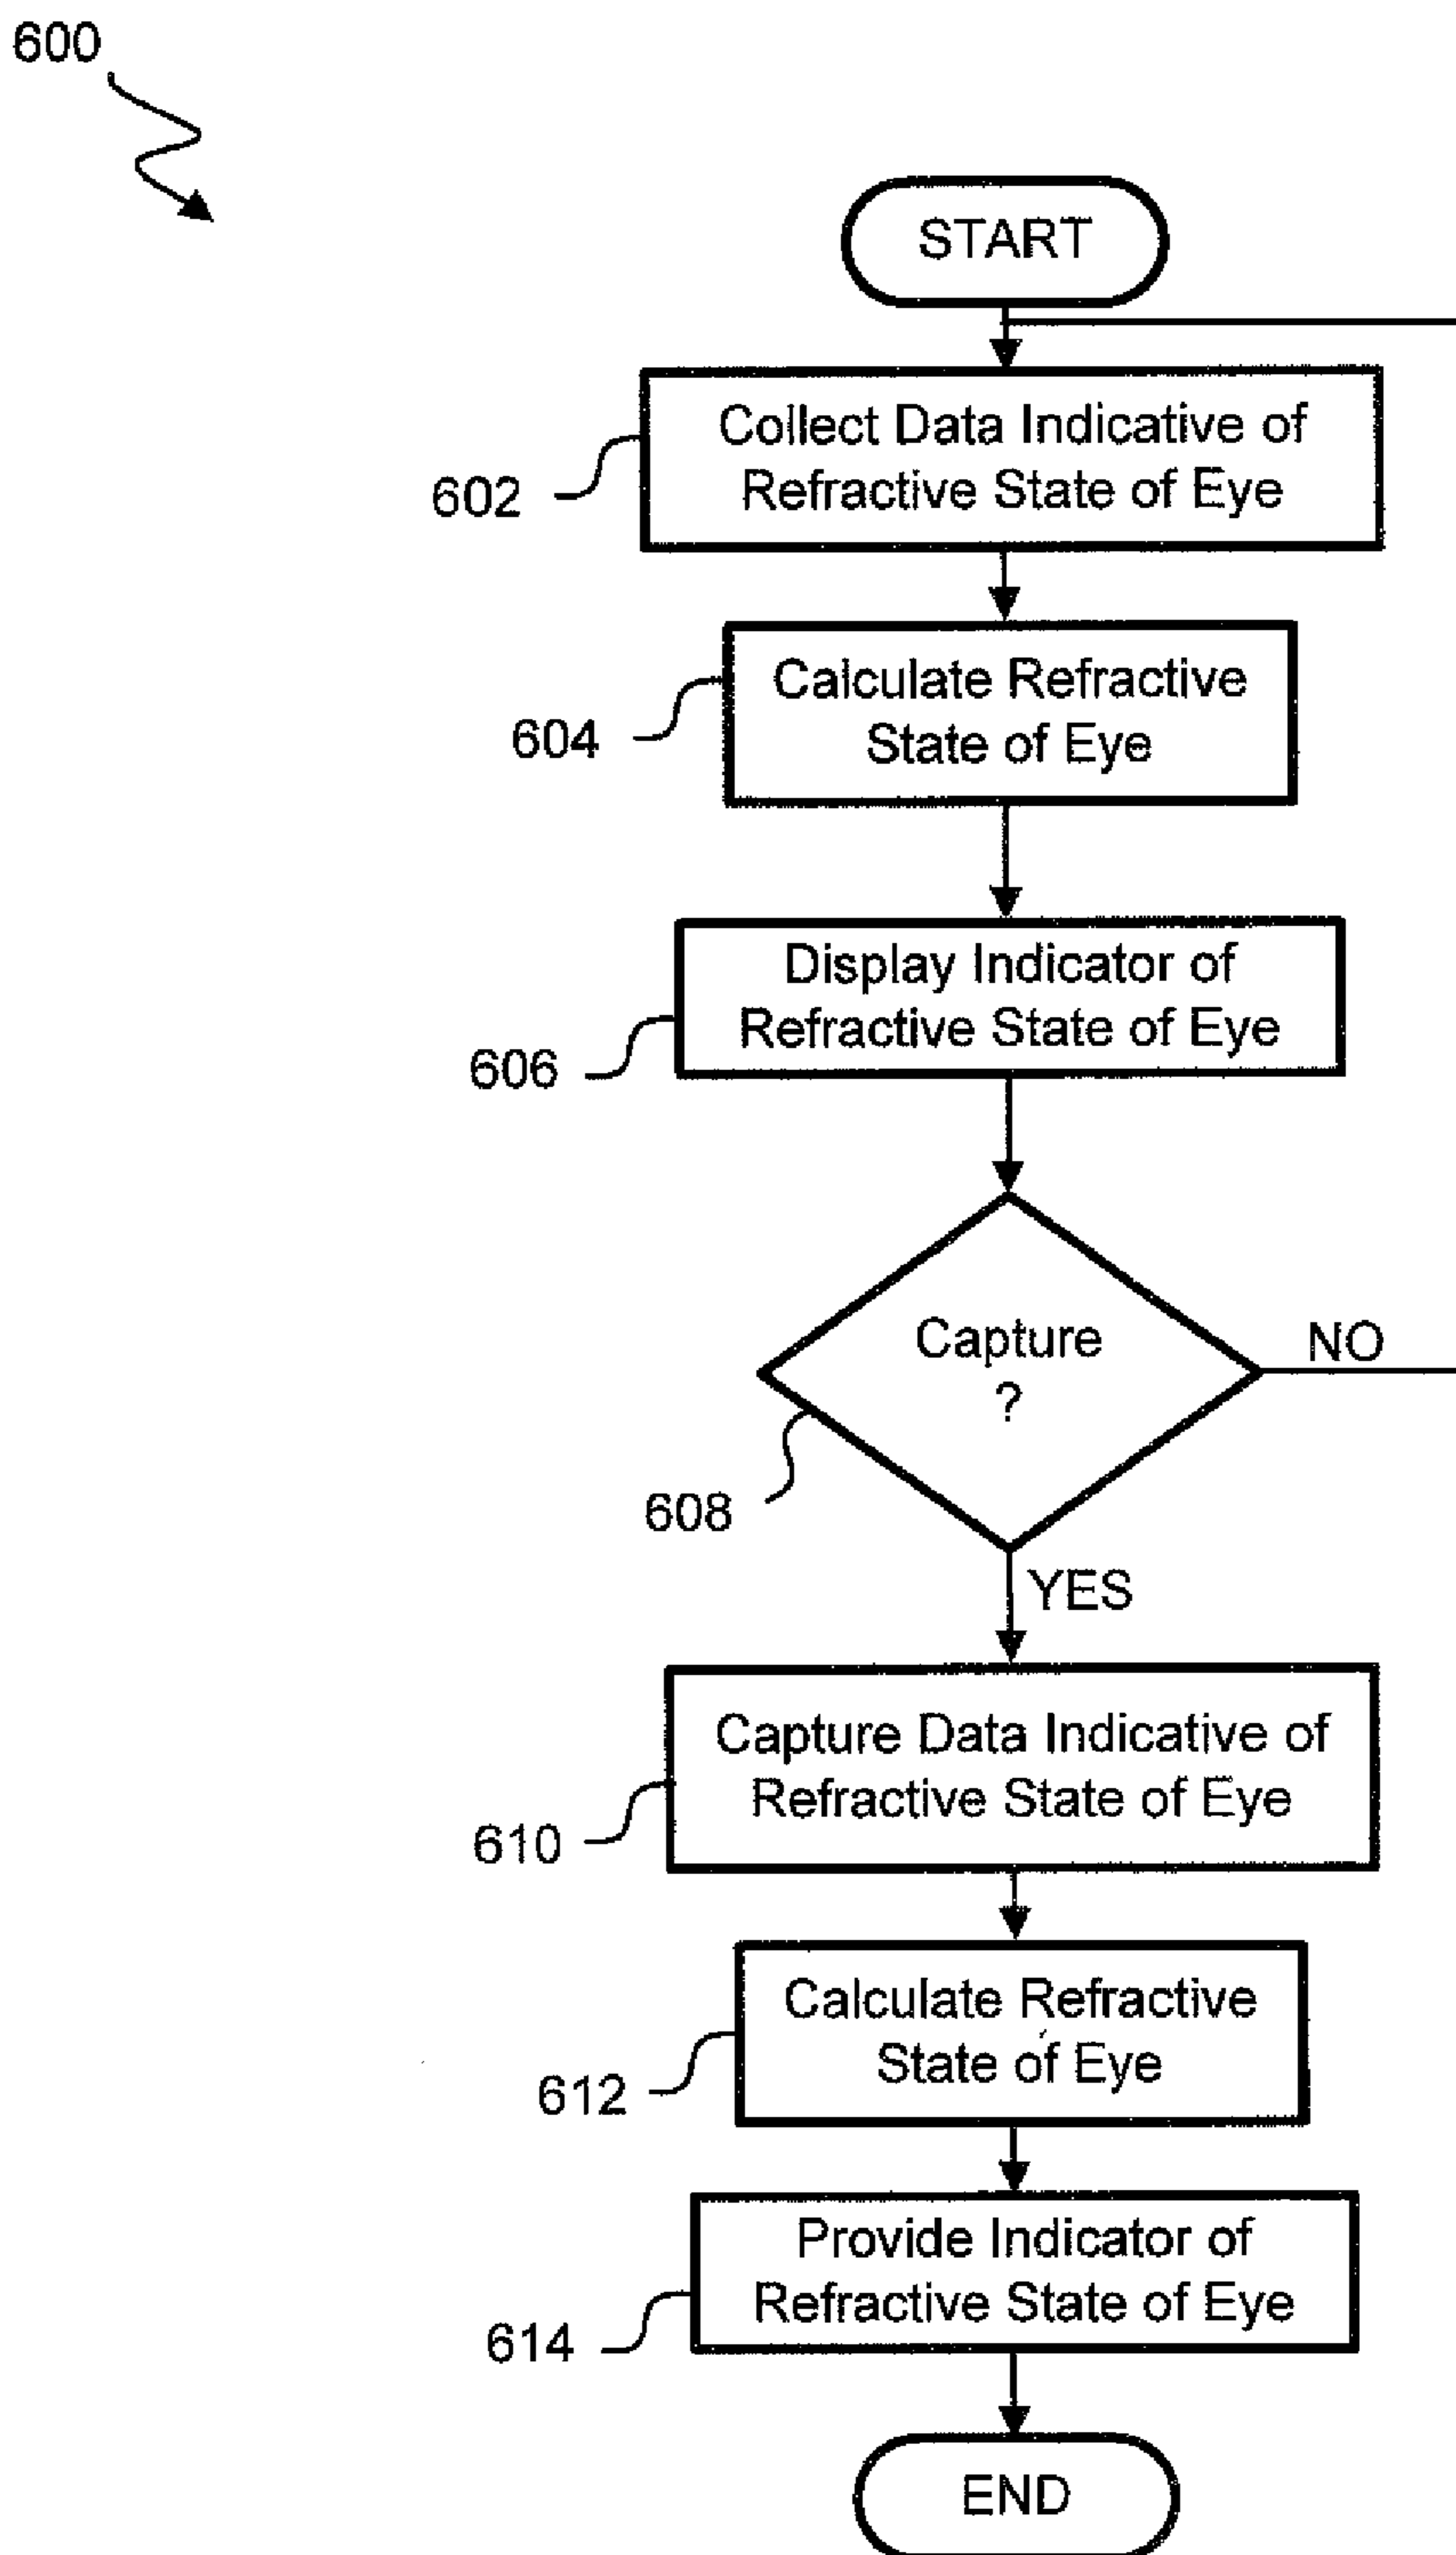 600
START
Collect Data Indicative of
Refractive State of Eye
602
Calculate Refractive
State of Eye
604
Display Indicator of
Refractive State of Eye
606
Capture
?
NO
608
YES
Capture Data Indicative of
Refractive State of Eye
610
Calculate Refractive
State of Eye
612
Provide Indicator of
Refractive State of Eye
614
END